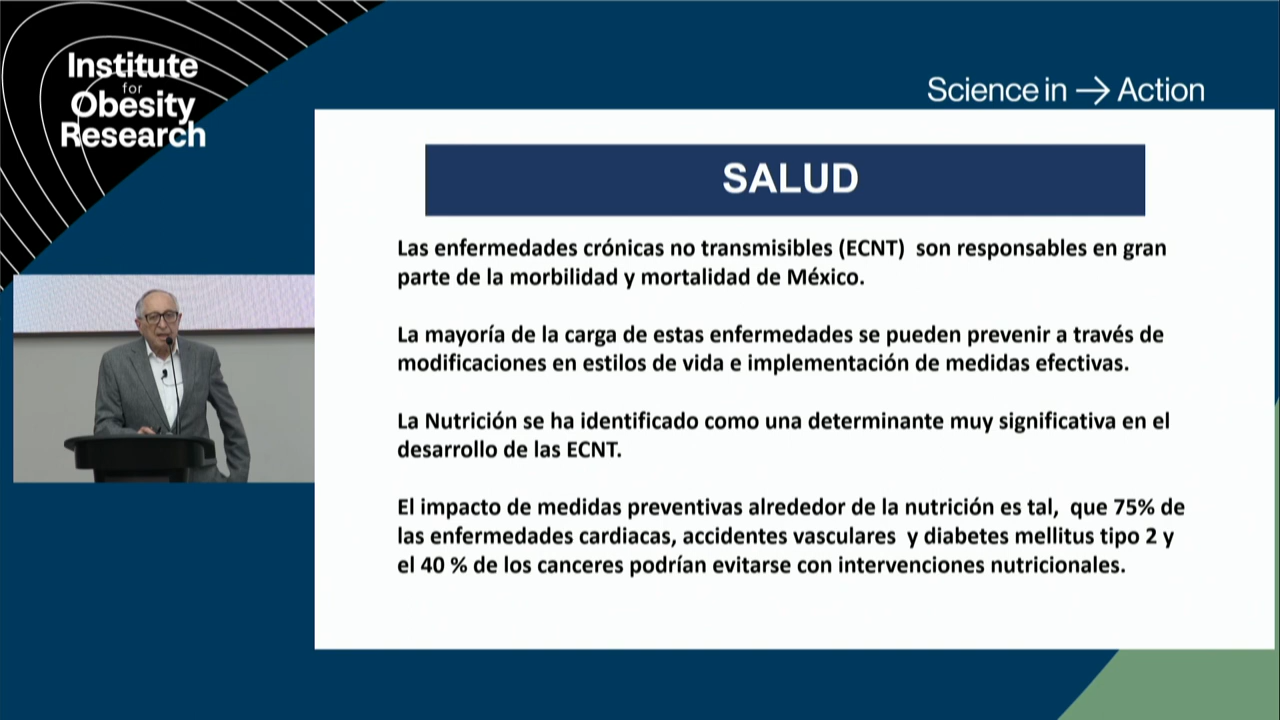 Institute
for
Obesity
Research
Science in → Action
SALUD
Las enfermedades crónicas no transmisibles (ECNT) son responsables en gran
parte de la morbilidad y mortalidad de México.
La mayoría de la carga de estas enfermedades se pueden prevenir a través de
modificaciones en estilos de vida e implementación de medidas efectivas.
La Nutrición se ha identificado como una determinante muy significativa en el
desarrollo de las ECNT.
El impacto de medidas preventivas alrededor de la nutrición es tal, que 75% de
las enfermedades cardiacas, accidentes vasculares y diabetes mellitus tipo 2 y
el 40 % de los canceres podrían evitarse con intervenciones nutricionales.